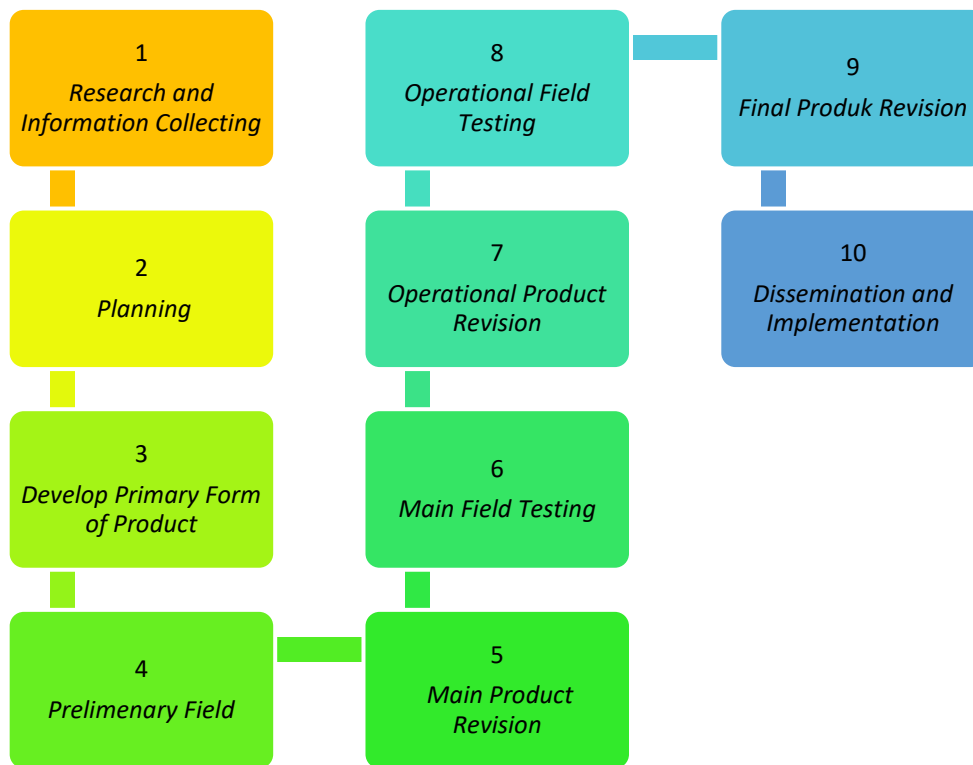 1
Research and
Information Collecting
2
Planning
3
Develop Primary Form
of Product
4
Prelimenary Field
5
Main Product
Revision
6
Main Field Testing
7
Operational Product
Revision
8
Operational Field
Testing
9
Final Produk Revision
10
Dissemination and
Implementation